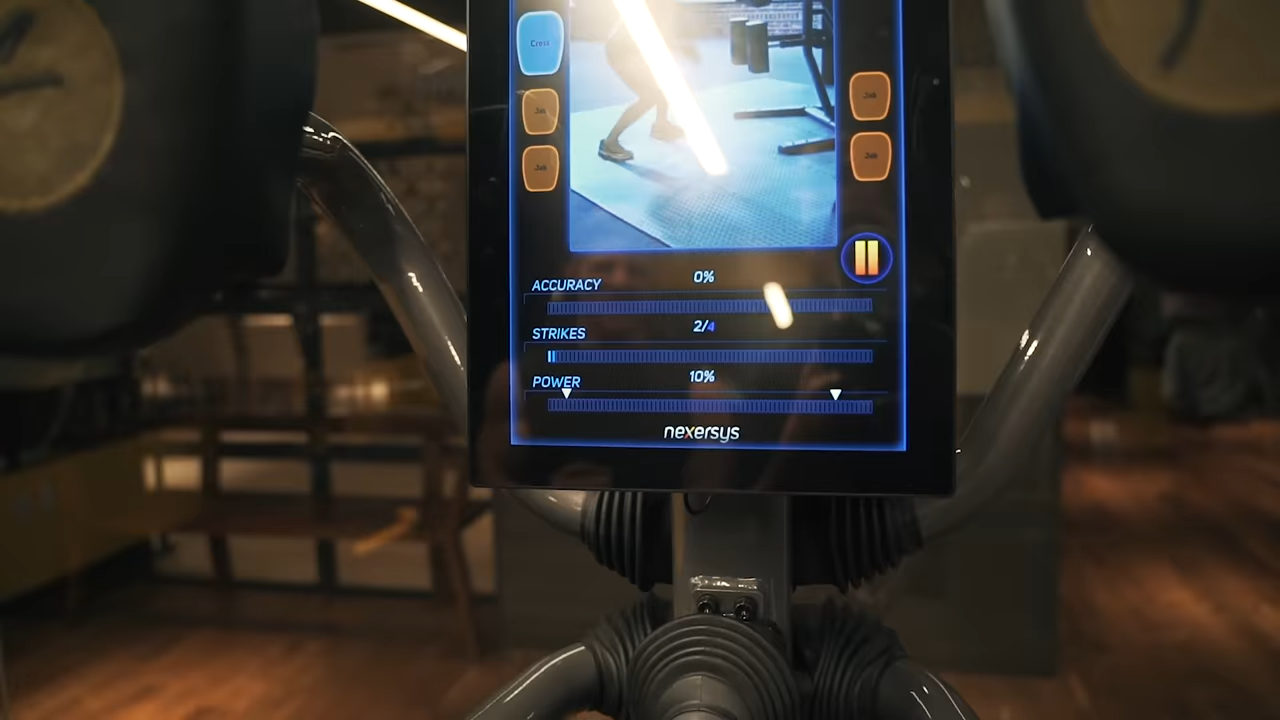 Cross
Jab
Jab
Jab
Jab
ACCURACY
0%
STRIKES
2/4
POWER
10%
nexersys